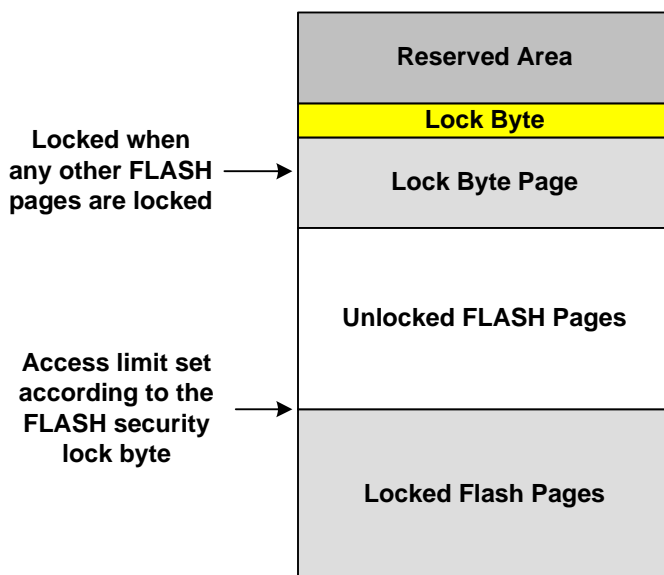 Reserved Area
Lock Byte
Locked when
any other FLASH
pages are locked
Lock Byte Page
Unlocked FLASH Pages
Access limit set
according to the
FLASH security
lock byte
Locked Flash Pages